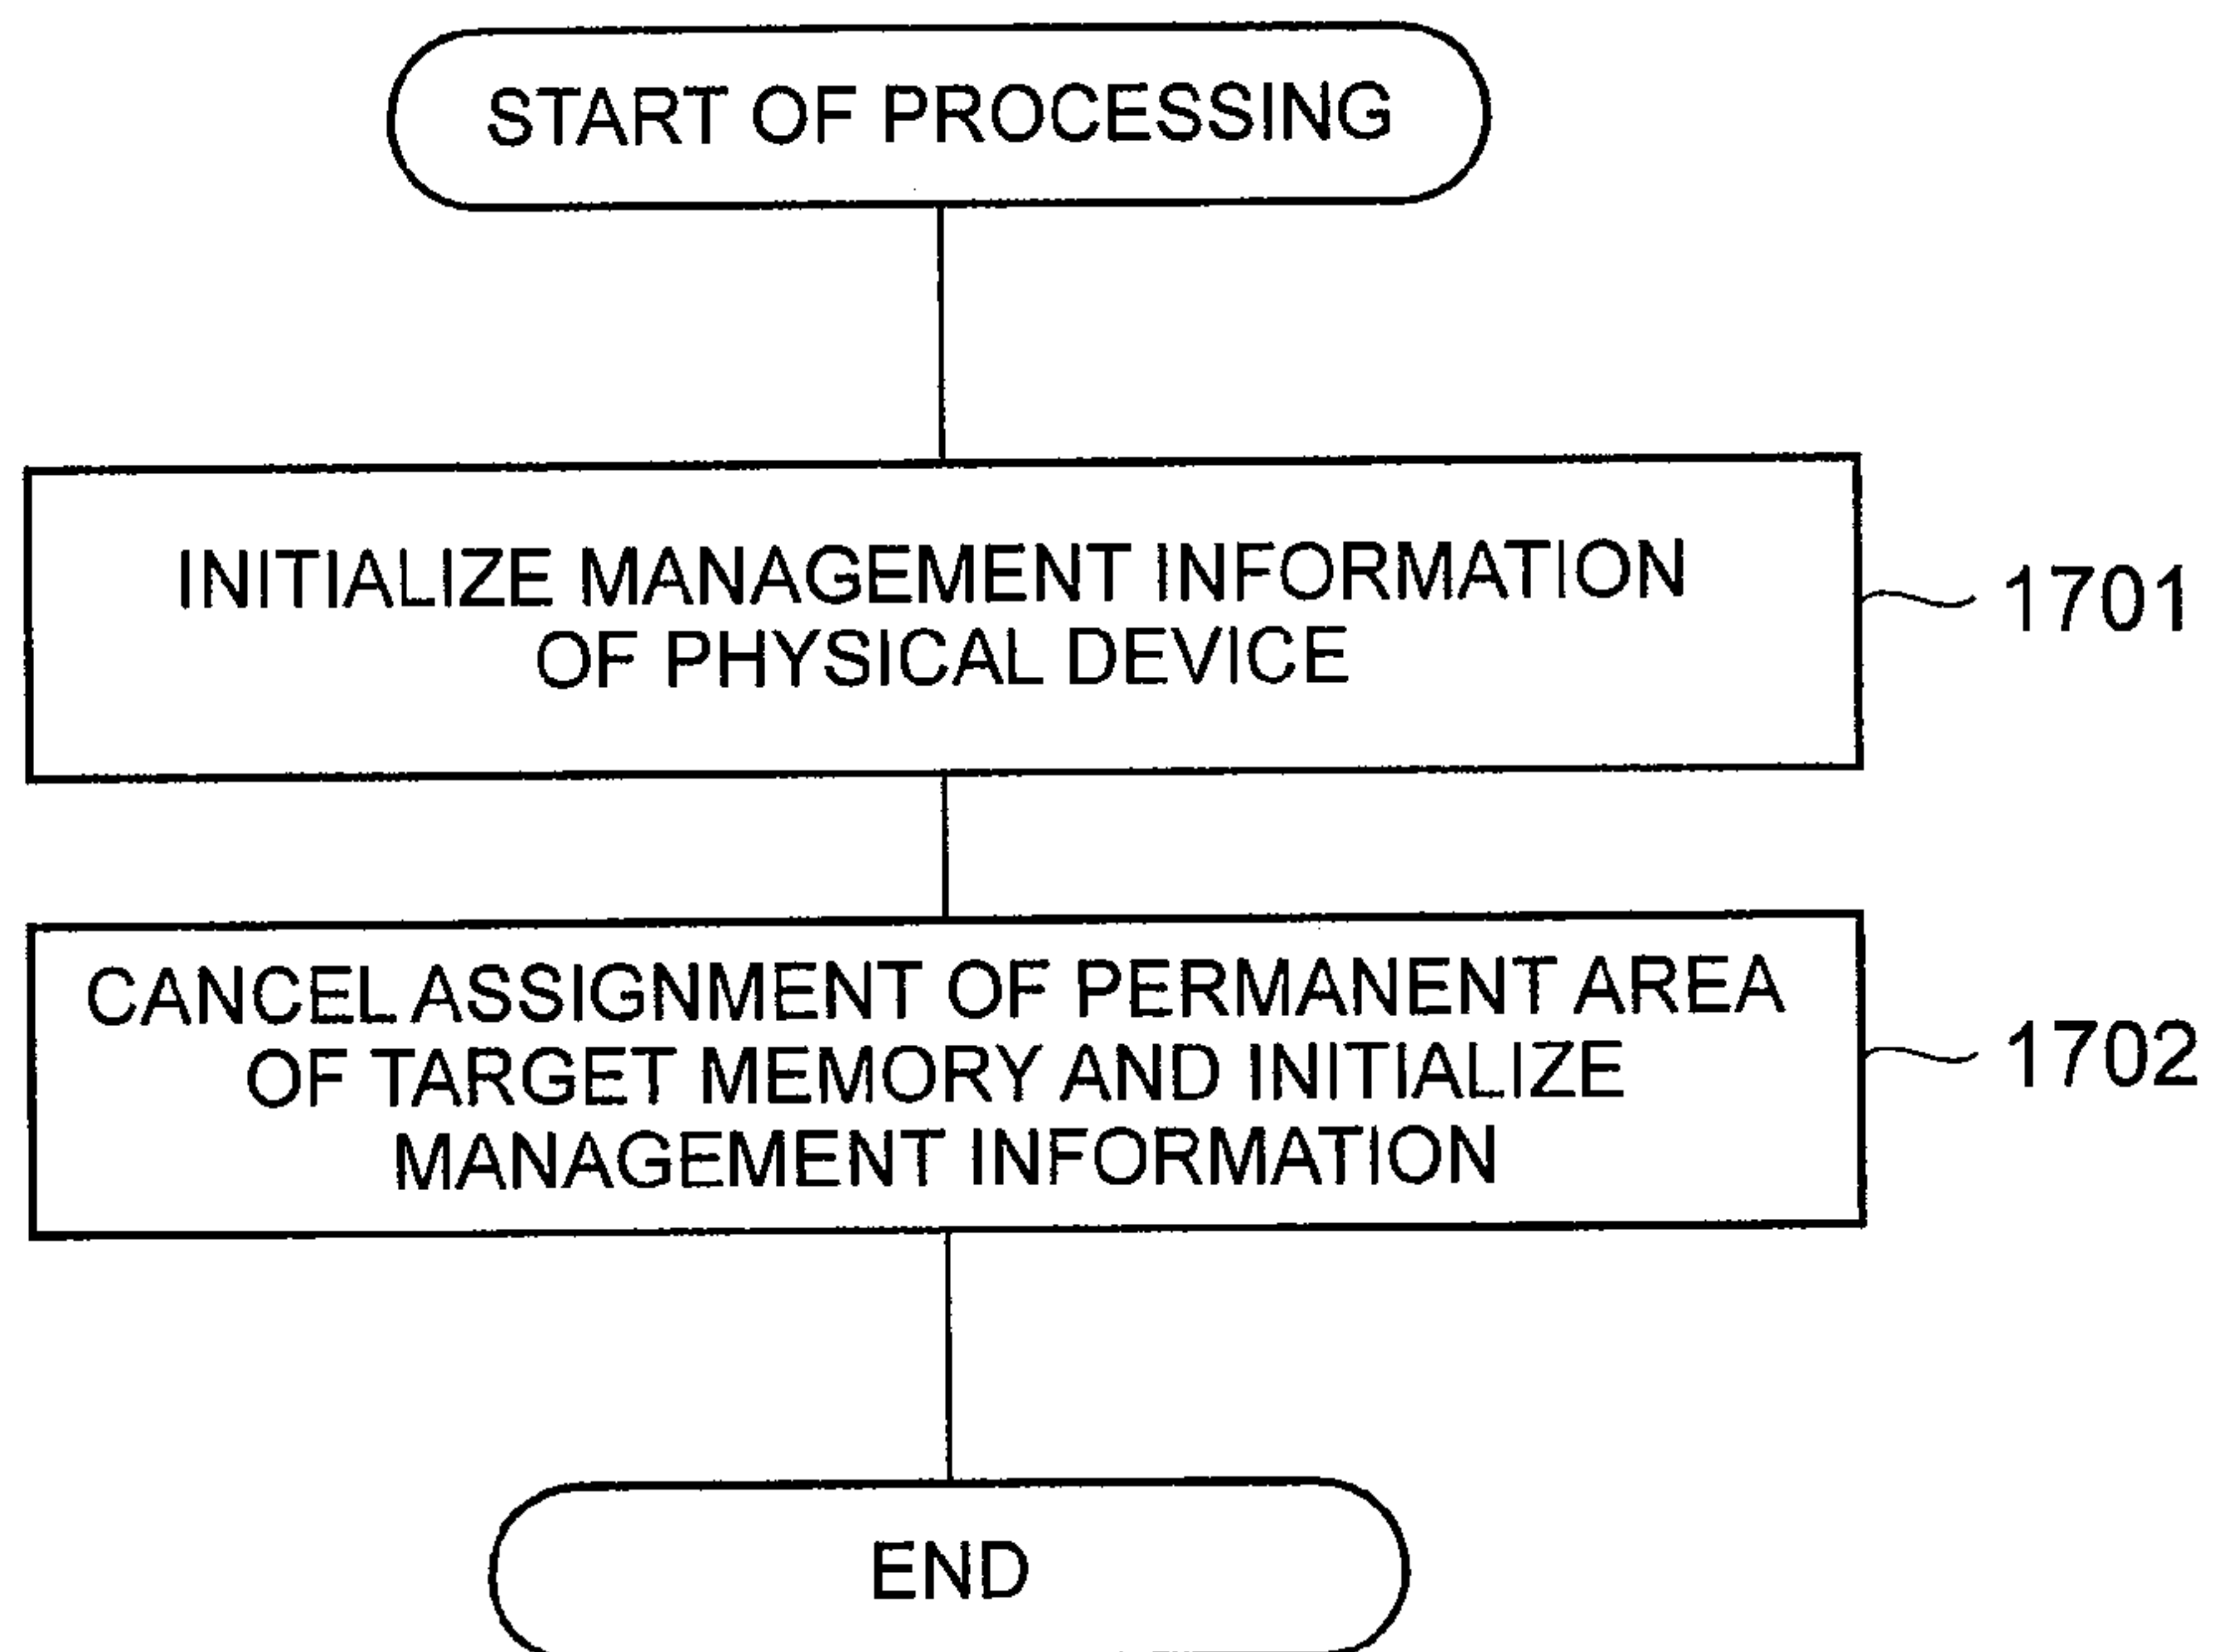 START OF PROCESSING
INITIALIZE MANAGEMENT INFORMATION
OF PHYSICAL DEVICE
1701
CANCEL ASSIGNMENT OF PERMANENT AREA
OF TARGET MEMORY AND INITIALIZE
MANAGEMENT INFORMATION
1702
END